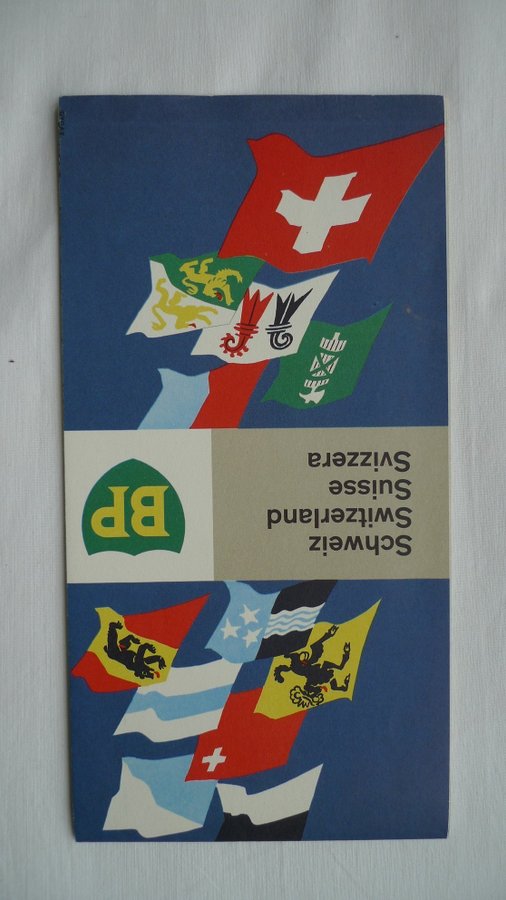 Schweiz
Switzerland
Suisse
Svizzera
BP